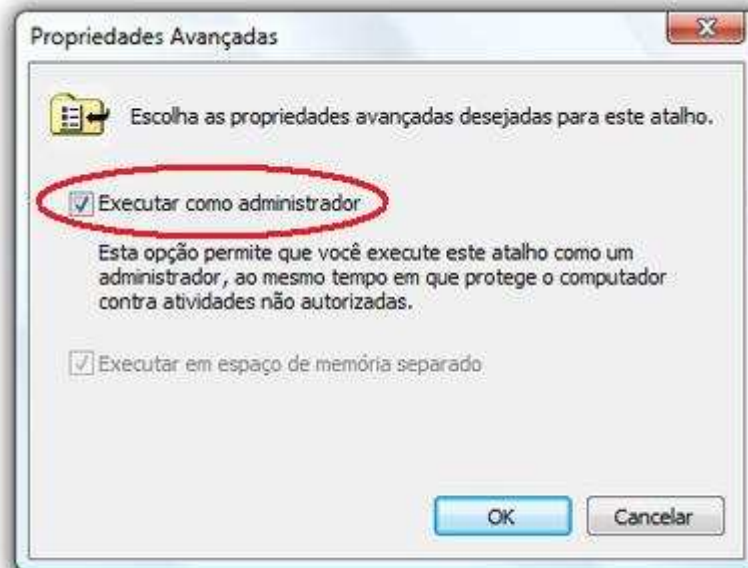 Propriedades Avançadas
Escolha as propriedades avançadas desejadas para este atalho.
Executar como administrador
Esta opção permite que você execute este atalho como um
administrador, ao mesmo tempo em que protege o computador
contra atividades não autorizadas.
Executar em espaço de memória separado
OK Cancelar